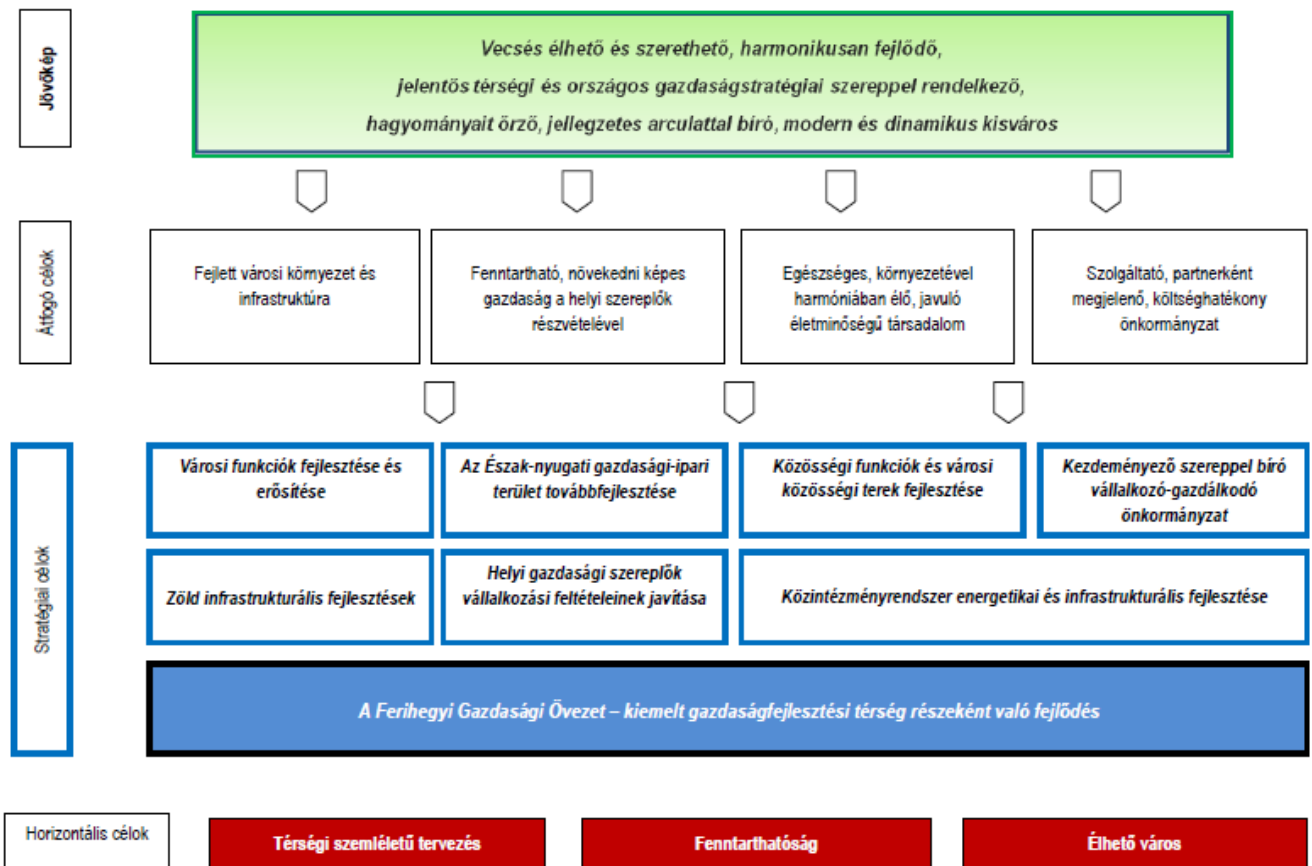 Jövőkép
Vecsés élhető és szerethető, harmonikusan fejlődő,
jelentős térségi és országos gazdaságstratégiai szereppel rendelkező,
hagyományait őrző, jellegzetes arculattal bíró, modern és dinamikus kisváros
Átfogó célok
Fejlett városi környezet és
infrastruktúra
Fenntartható, növekedni képes
gazdaság a helyi szereplők
részvételével
Egészséges, környezetével
harmóniában élő, javuló
életminőségű társadalom
Szolgáltató, partnerként
megjelenő, költséghatékony
önkormányzat
Stratégiai célok
Városi funkciók fejlesztése és
erősítése
Az Észak-nyugati gazdasági-ipari
terület továbbfejlesztése
Közösségi funkciók és városi
közösségi terek fejlesztése
Kezdeményező szereppel bíró
vállalkozó-gazdálkodó
önkormányzat
Zöld infrastrukturális fejlesztések
Helyi gazdasági szereplők
vállalkozási feltételeinek javítása
Közintézményrendszer energetikai és infrastrukturális fejlesztése
A Ferihegyi Gazdasági Övezet – kiemelt gazdaságfejlesztési térség részeként való fejlődés
Horizontális célok
Térségi szemléletű tervezés
Fenntarthatóság
Élhető város